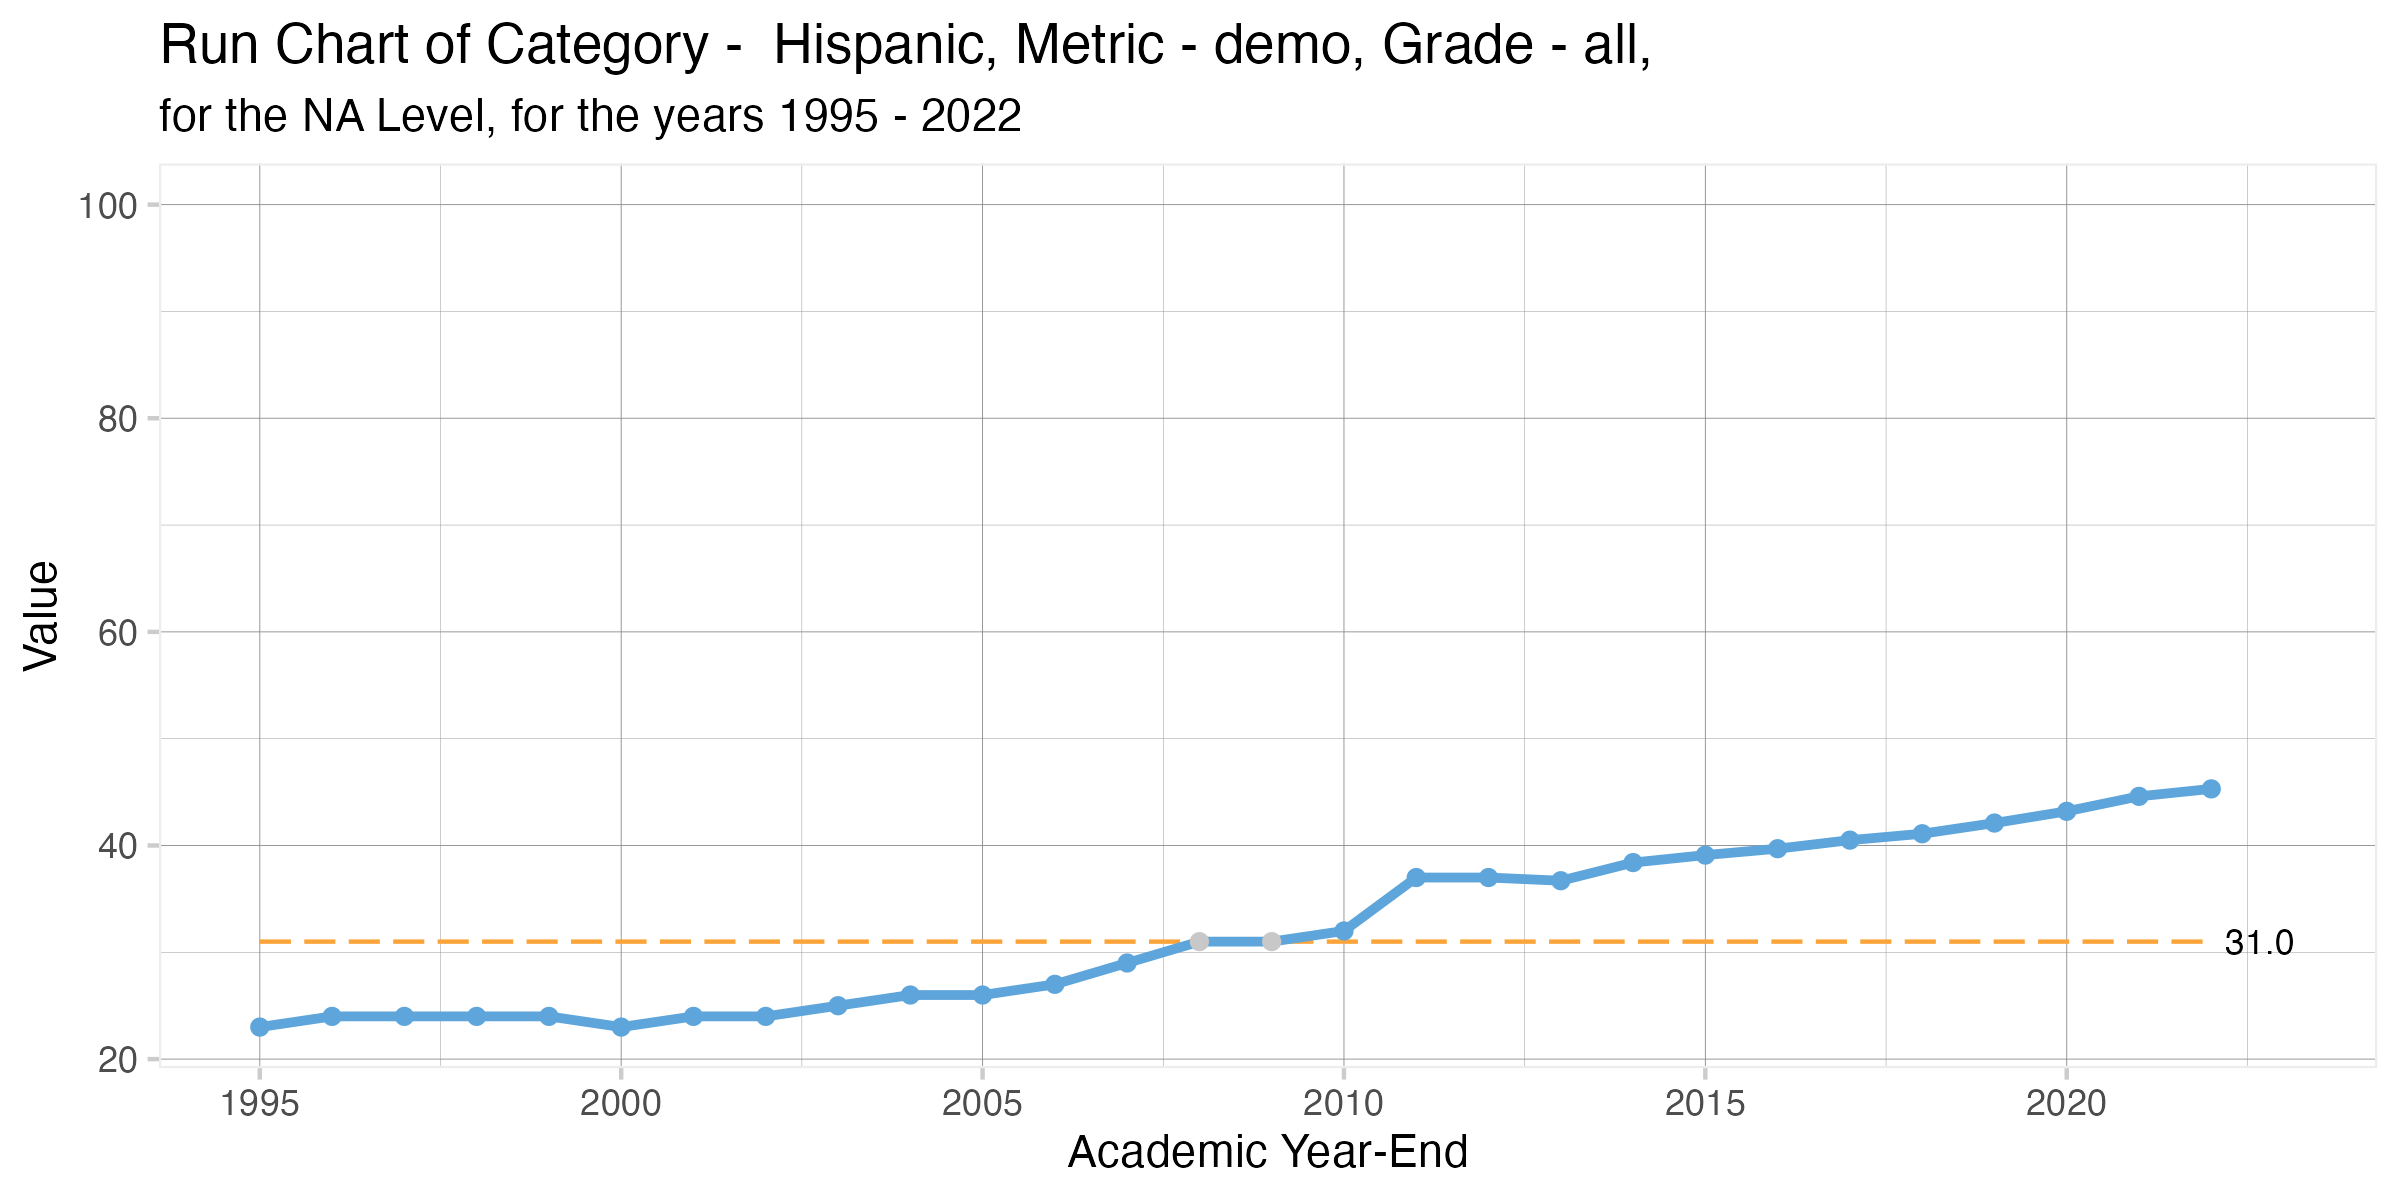 Run Chart of Category -  Hispanic, Metric - demo, Grade - all,
for the NA Level, for the years 1995 - 2022
100
80
60
40
20
Value
31.0
1995 2000 2005 2010 2015 2020
Academic Year-End